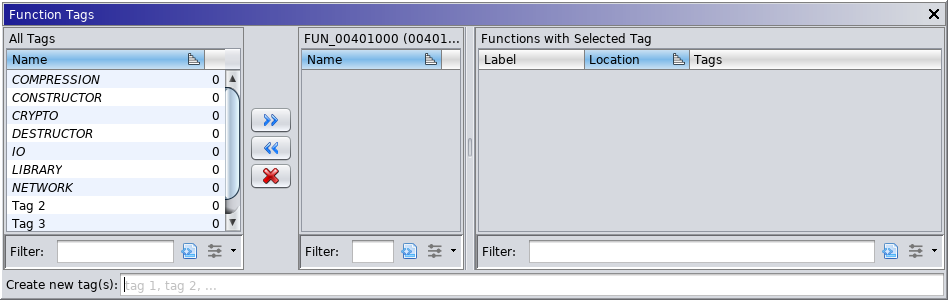 Function Tags
All Tags
Name
COMPRESSION 0
CONSTRUCTOR 0
CRYPTO 0
DESTRUCTOR 0
IO 0
LIBRARY 0
NETWORK 0
Tag 2 0
Tag 3 0
Filter:
FUN_00401000 (00401...
Name
Filter:
Functions with Selected Tag
Label Location Tags
Filter:
Create new tag(s): tag 1, tag 2, ...